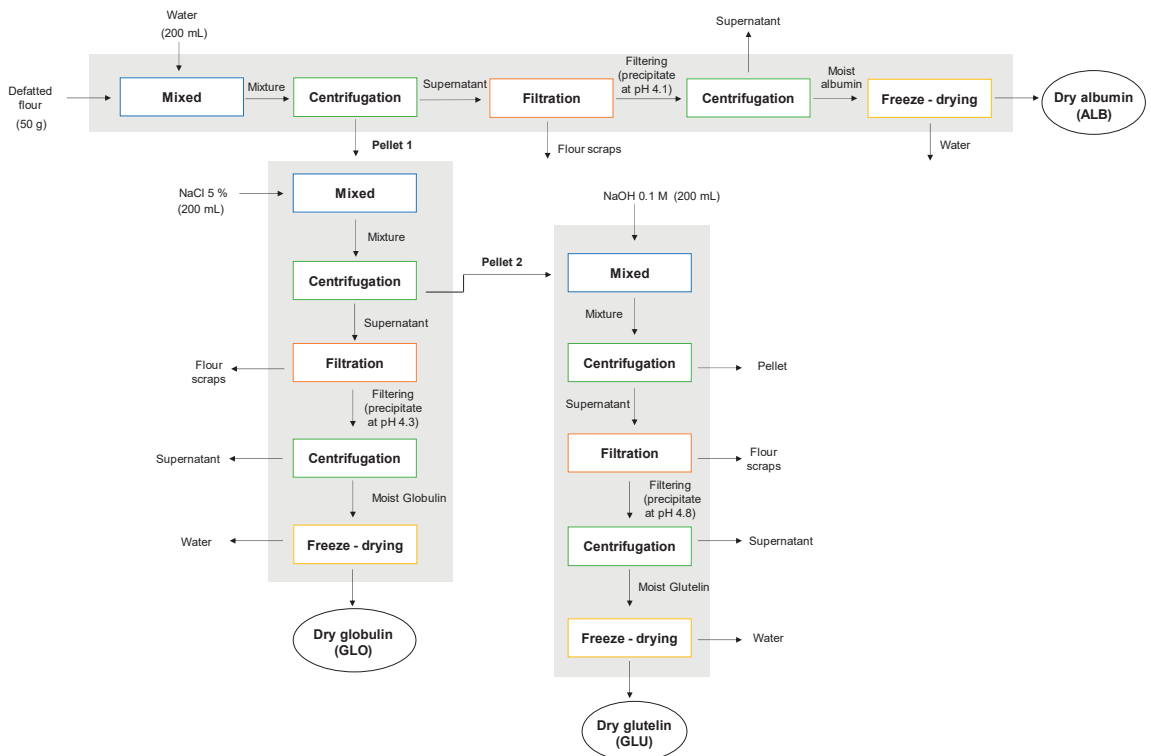 Water
(200 mL)
Supernatant
Defatted
flour
(50 g)
Mixed
Mixture
Centrifugation
Supernatant
Filtration
Filtering
(precipitate
at pH 4.1)
Centrifugation
Moist
albumin
Freeze - drying
Dry albumin
(ALB)
Pellet 1
Flour scraps
Water
NaCl 5 %
(200 mL)
Mixed
Mixture
Centrifugation
Pellet 2
Supernatant
Flour
scraps
Filtration
Filtering
(precipitate
at pH 4.3)
Supernatant
Centrifugation
Moist Globulin
Water
Freeze - drying
Dry globulin
(GLO)
NaOH 0.1 M  (200 mL)
Mixed
Mixture
Centrifugation
Pellet
Supernatant
Filtration
Flour
scraps
Filtering
(precipitate
at pH 4.8)
Centrifugation
Supernatant
Moist Glutelin
Freeze - drying
Water
Dry glutelin
(GLU)